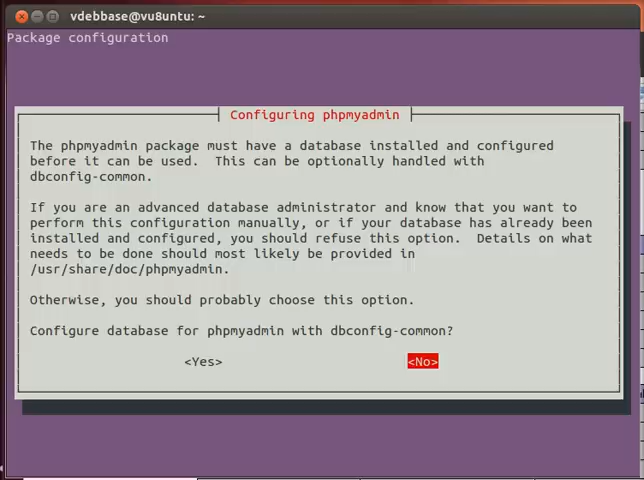 vdebbase@vu8untu: ~
Package configuration
Configuring phpmyadmin
The phpmyadmin package must have a database installed and configured
before it can be used.  This can be optionally handled with
dbconfig-common.
If you are an advanced database administrator and know that you want to
perform this configuration manually, or if your database has already been
installed and configured, you should refuse this option.  Details on what
needs to be done should most likely be provided in
/usr/share/doc/phpmyadmin.
Otherwise, you should probably choose this option.
Configure database for phpmyadmin with dbconfig-common?
<Yes> <No>